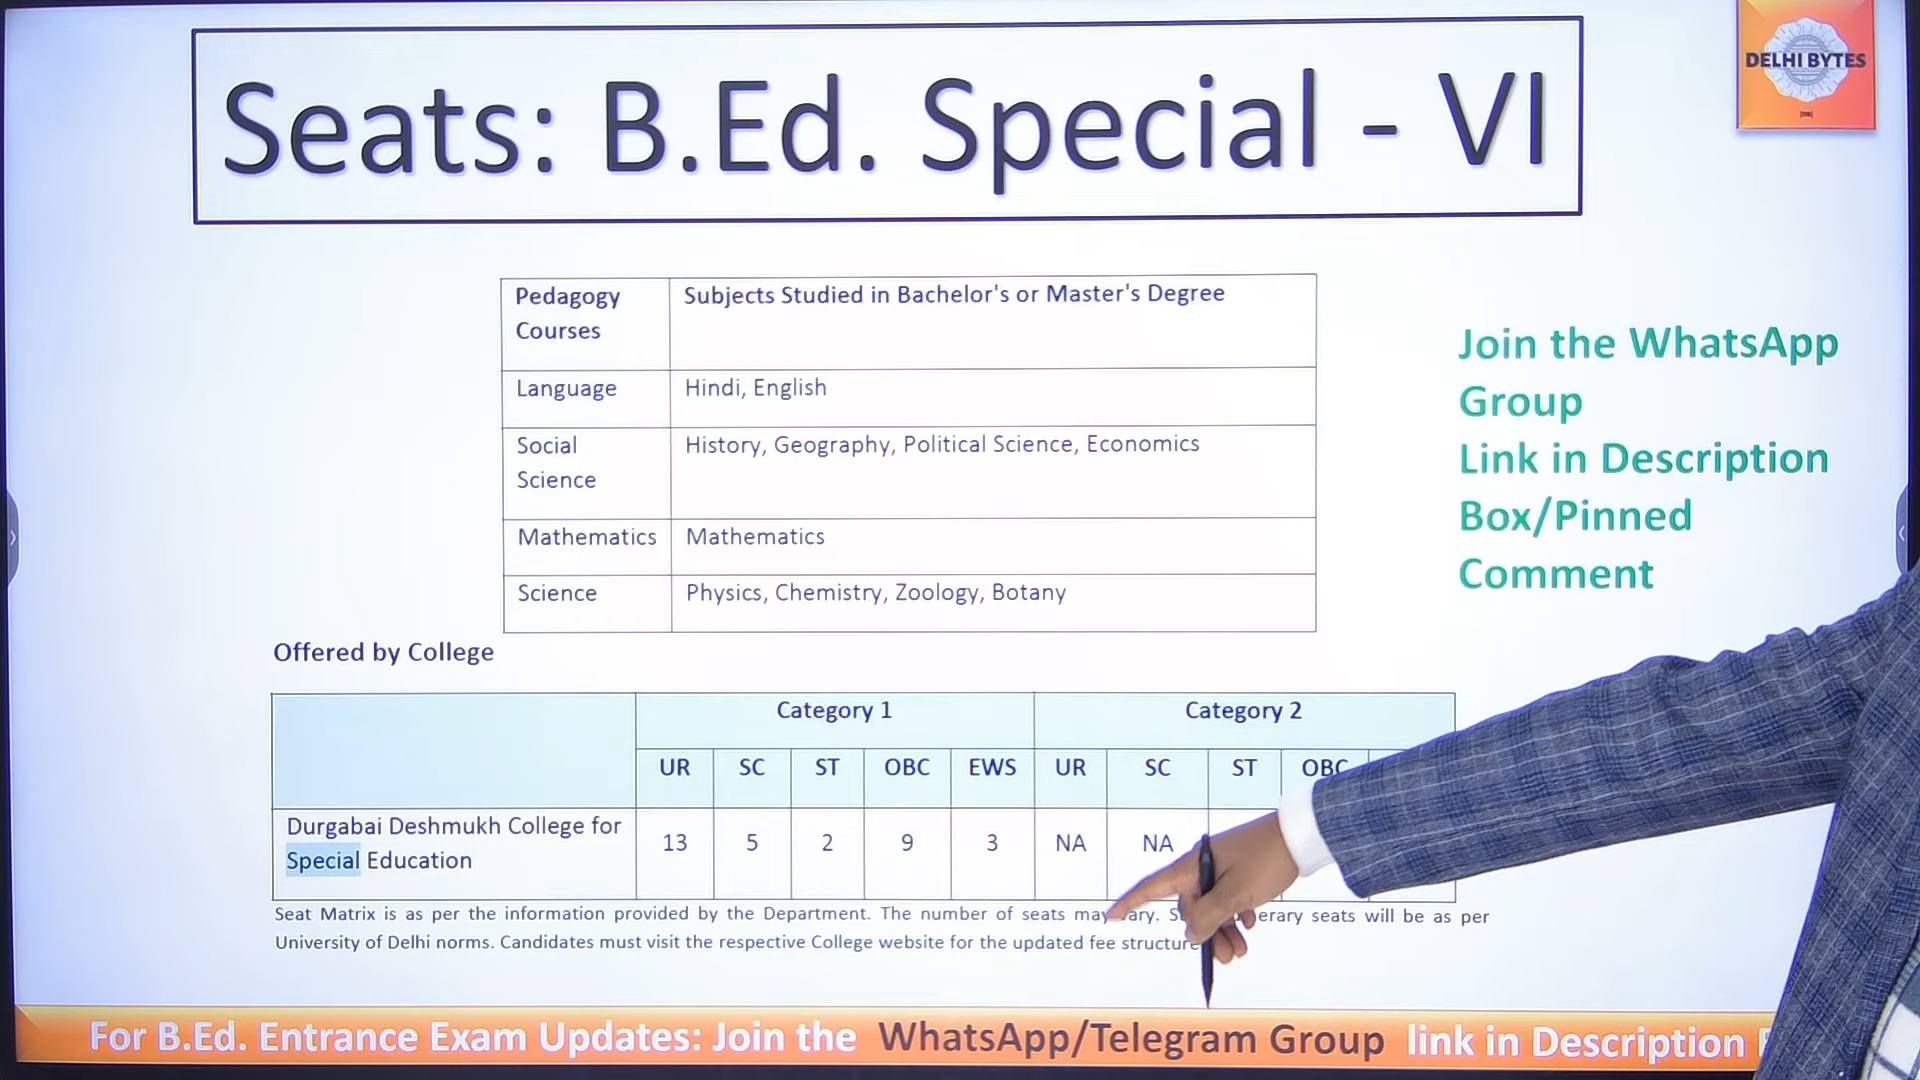 Seats: B.Ed. Special - VI
DELHI BYTES
Pedagogy Courses
Subjects Studied in Bachelor's or Master's Degree
Language
Hindi, English
Social Science
History, Geography, Political Science, Economics
Mathematics
Mathematics
Science
Physics, Chemistry, Zoology, Botany
Join the WhatsApp
Group
Link in Description
Box/Pinned
Comment
Offered by College
Category 1 Category 2
UR SC ST OBC EWS UR SC ST OBC
Durgabai Deshmukh College for
Special Education
13 5 2 9 3 NA NA
Seat Matrix is as per the information provided by the Department. The number of seats may vary. seats will be as per
University of Delhi norms. Candidates must visit the respective College website for the updated fee structure
For B.Ed. Entrance Exam Updates: Join the WhatsApp/Telegram Group link in Description